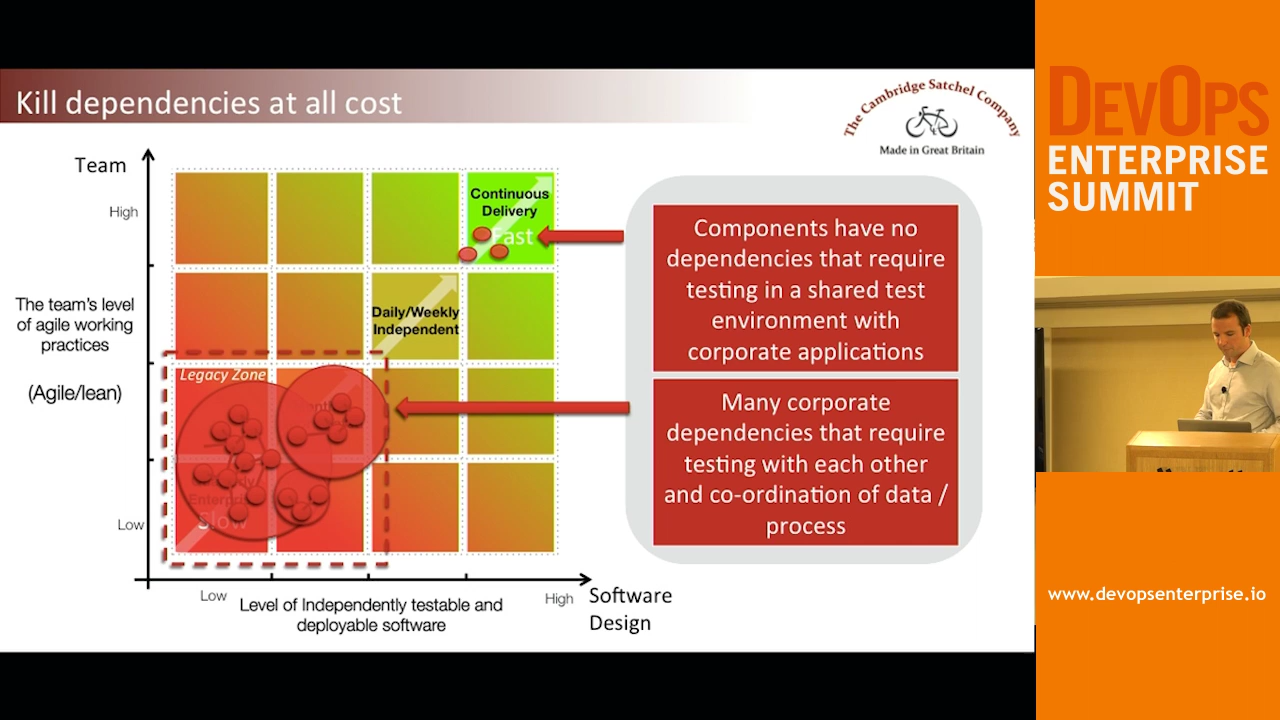 Kill dependencies at all cost
The Cambridge Satchel Company
Made in Great Britain
DEVOPS
ENTERPRISE
SUMMIT
Team
High
The team's level
of agile working
practices
(Agile/lean)
Low
Continuous
Delivery
Fast
Daily/Weekly
Independent
Legacy Zone
Slow
Components have no
dependencies that require
testing in a shared test
environment with
corporate applications
Many corporate
dependencies that require
testing with each other
and co-ordination of data /
process
Low
Level of Independently testable and
deployable software
High
Software
Design
www.devopsenterprise.io